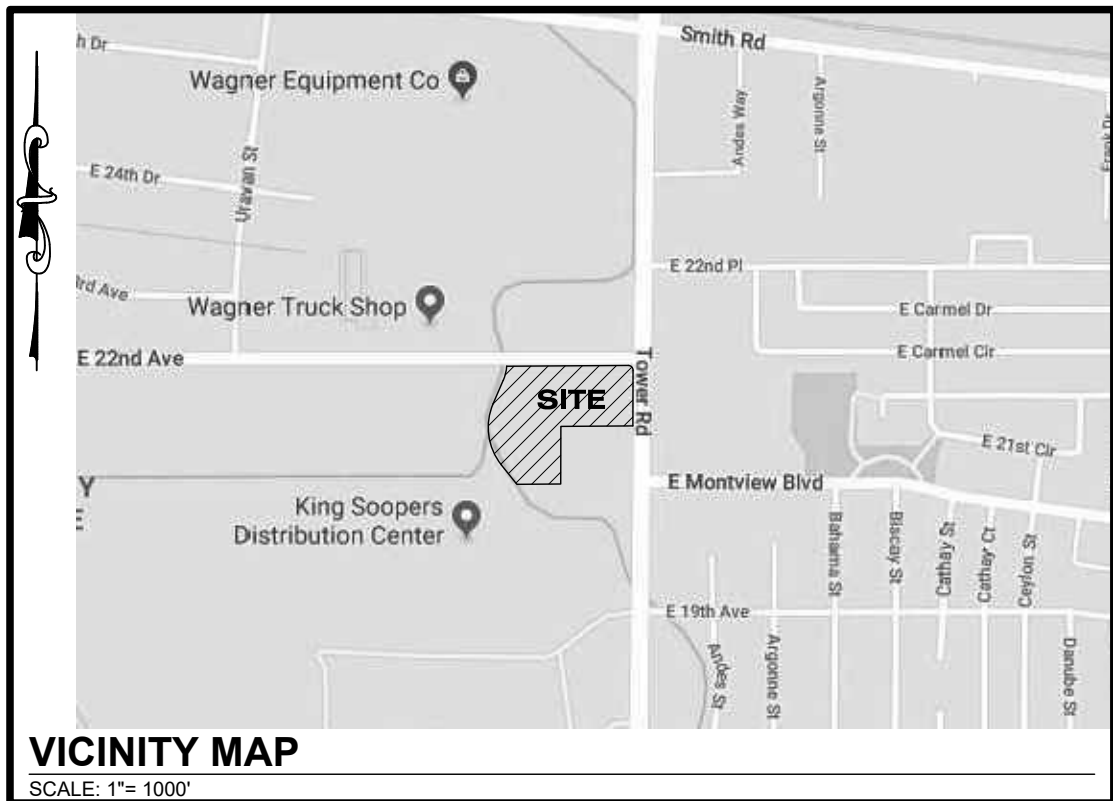 h Dr
Smith Rd
Wagner Equipment Co
Andes Way
Argonne St
E 24th Dr
Uravan St
E 22nd Pl
3rd Ave
Wagner Truck Shop
E Carmel Dr
E 22nd Ave
E Carmel Cir
Tower Rd
SITE
E 21st Cir
Y
E Montview Blvd
King Soopers
Distribution Center
Bahama St
Biscay St
Cathay St
Cathay Ct
Ceylon St
E 19th Ave
Andes St
Argonne St
Danube St
VICINITY MAP
SCALE: 1"= 1000'